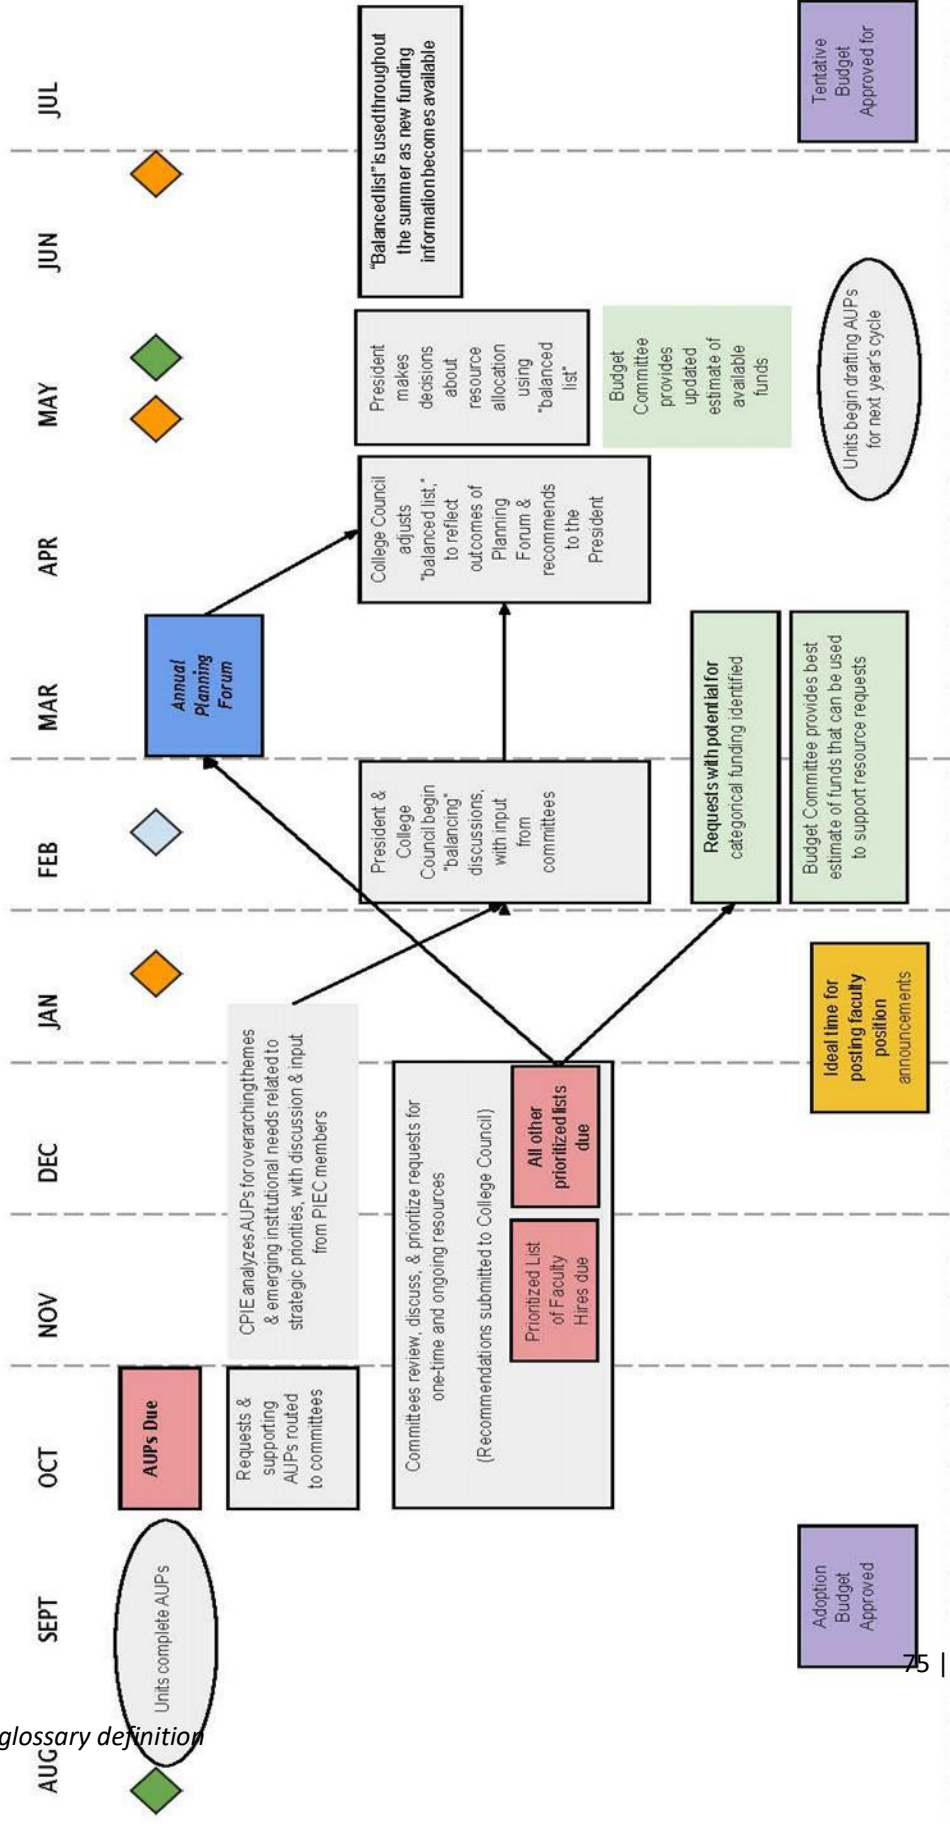 AUG
SEPT
OCT
NOV
DEC
JAN
FEB
MAR
APR
MAY
JUN
JUL
Units complete AUPs
AUPs Due
Requests &
supporting
AUPs routed
to committees
CPIE analyzes AUPs for overarching themes
& emerging institutional needs related to
strategic priorities, with discussion & input
from PIEC members
Committees review, discuss, & prioritize requests for
one-time and ongoing resources
(Recommendations submitted to College Council)
Prioritized List
of Faculty
Hires due
All other
prioritized lists
due
Adoption
Budget
Approved
Ideal time for
posting faculty
position
announcements
President &
College
Council begin
"balancing"
discussions,
with input
from
committees
Requests with potential for
categorical funding identified
Budget Committee provides best
estimate of funds that can be used
to support resource requests
Annual
Planning
Forum
College Council
adjusts
"balanced list,"
to reflect
outcomes of
Planning
Forum &
recommends
to the
President
President
makes
decisions
about
resource
allocation
using
"balanced
list"
Budget
Committee
provides
updated
estimate of
available
funds
Units begin drafting AUPs
for next year's cycle
"Balanced list" is used throughout
the summer as new funding
information becomes available
Tentative
Budget
Approved for
75 |
glossary definition